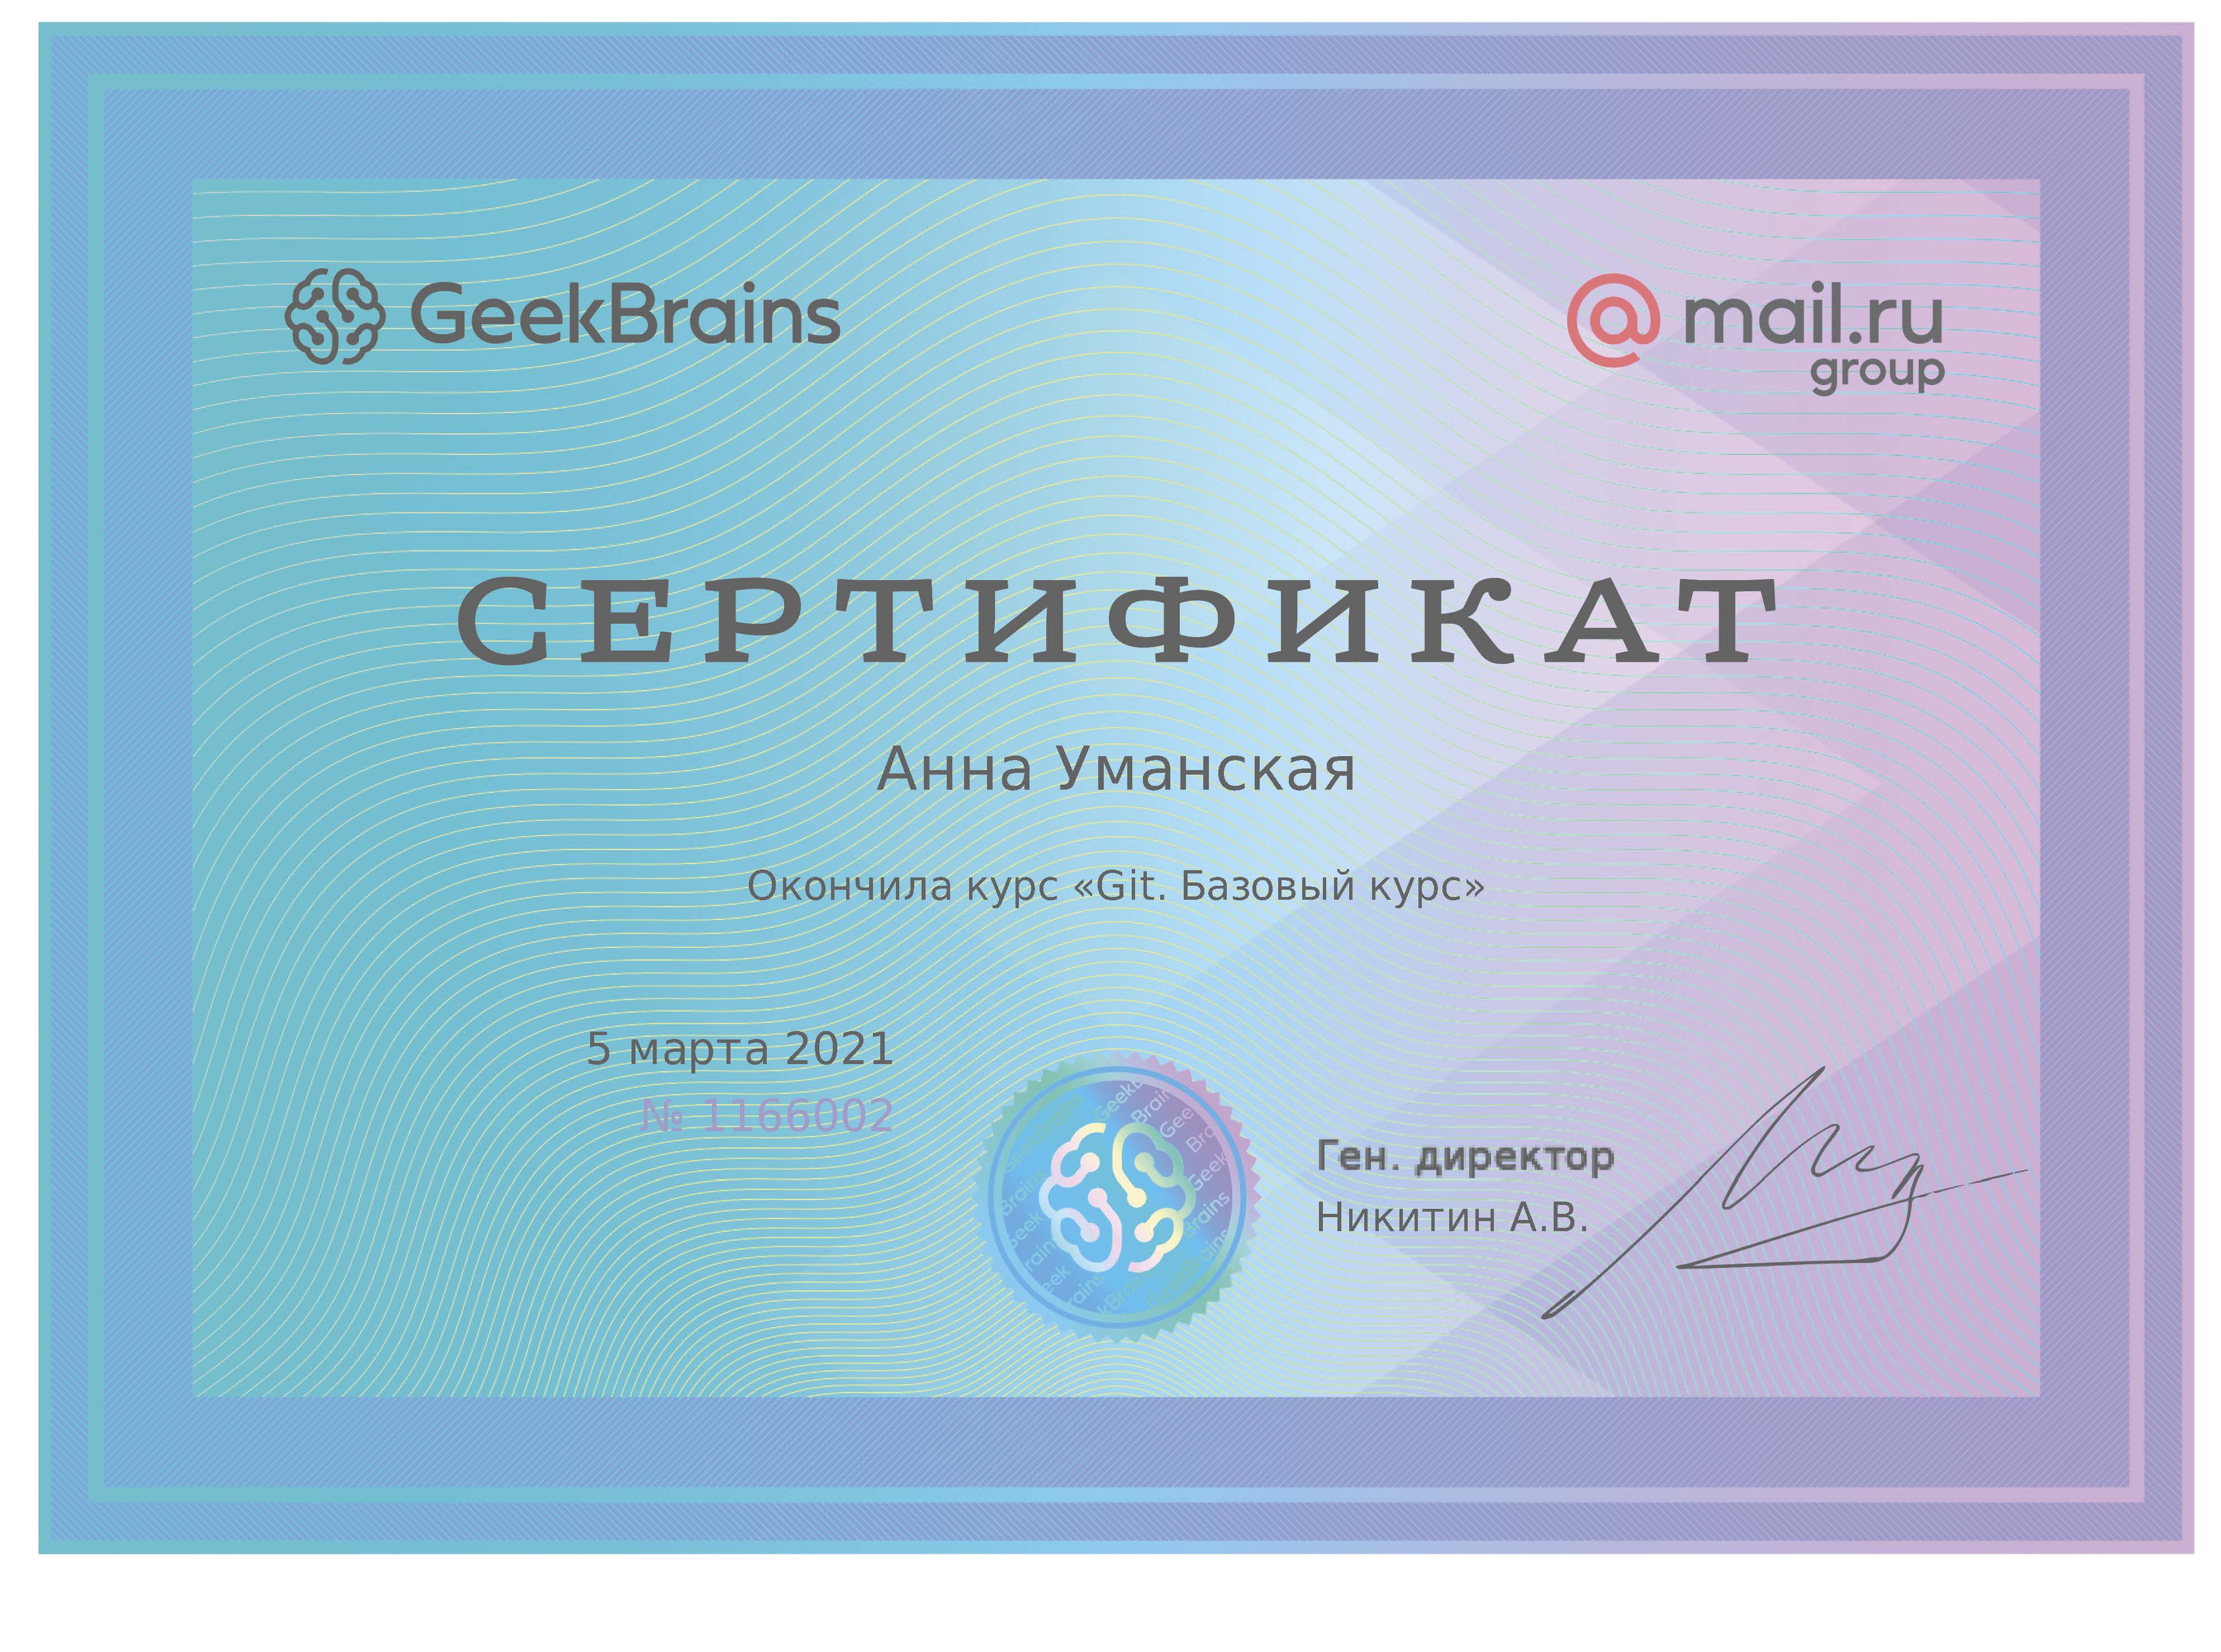 GeekBrains
@mail.ru
group
СЕРТИФИКАТ
Анна Уманская
Окончила курс «Git. Базовый курс»
5 марта 2021
№ 1166002
Ген. директор
Никитин А.В.